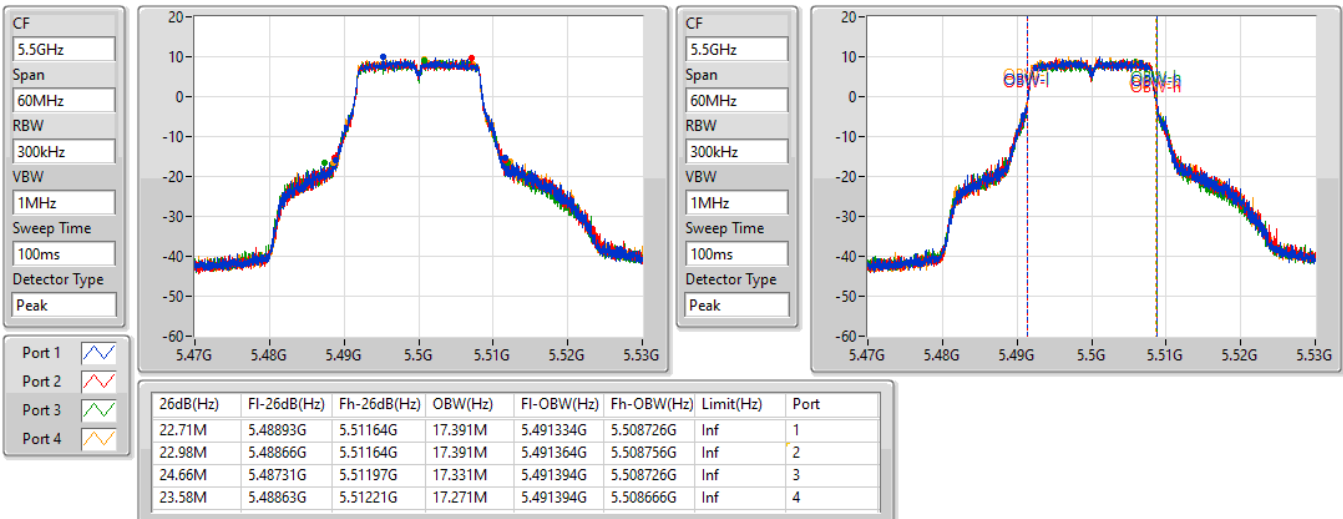 CF
5.5GHz
Span
60MHz
RBW
300kHz
VBW
1MHz
Sweep Time
100ms
Detector Type
Peak
20
10
0
-10
-20
-30
-40
-50
-60
5.47G 5.48G 5.49G 5.5G 5.51G 5.52G 5.53G
CF
5.5GHz
Span
60MHz
RBW
300kHz
VBW
1MHz
Sweep Time
100ms
Detector Type
Peak
20
10
0
-10
-20
-30
-40
-50
-60
OBW-l
OBW-h
5.47G 5.48G 5.49G 5.5G 5.51G 5.52G 5.53G
Port 1
Port 2
Port 3
Port 4
26dB(Hz) Fl-26dB(Hz) Fh-26dB(Hz) OBW(Hz) Fl-OBW(Hz) Fh-OBW(Hz) Limit(Hz) Port
22.71M 5.48893G 5.51164G 17.391M 5.491334G 5.508726G Inf 1
22.98M 5.48866G 5.51164G 17.391M 5.491364G 5.508756G Inf 2
24.66M 5.48731G 5.51197G 17.331M 5.491394G 5.508726G Inf 3
23.58M 5.48863G 5.51221G 17.271M 5.491394G 5.508666G Inf 4